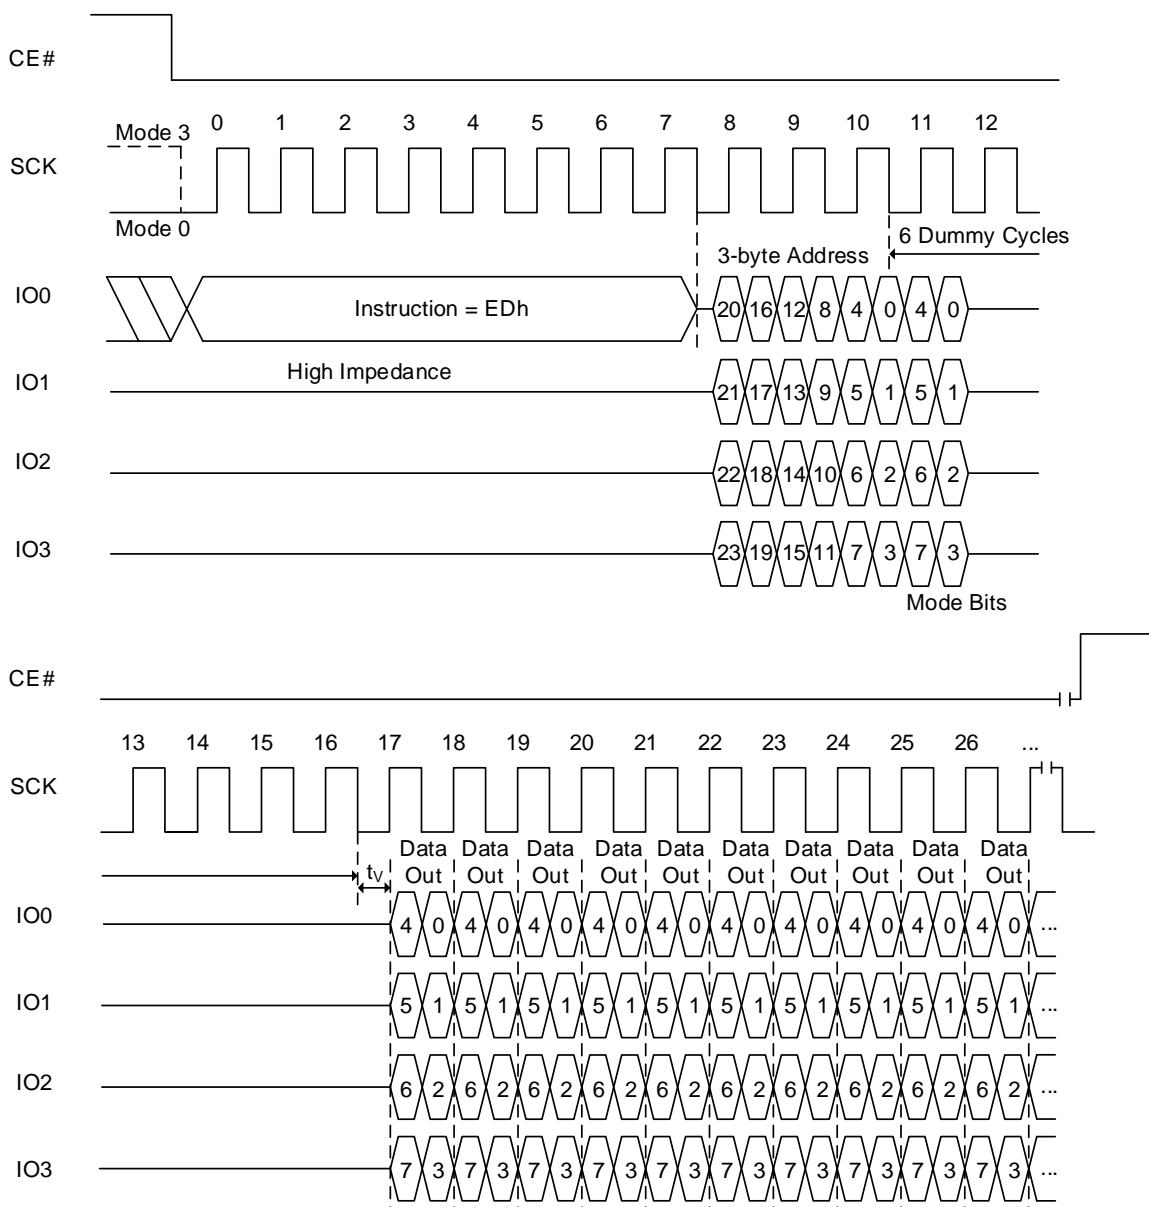 CE#
Mode 3 0 1 2 3 4 5 6 7 8 9 10 11 12
SCK
Mode 0
3-byte Address 6 Dummy Cycles
IO0 Instruction = EDh 20 16 12 8 4 0 4 0
High Impedance
IO1 21 17 13 9 5 1 5 1
IO2 22 18 14 10 6 2 6 2
IO3 23 19 15 11 7 3 7 3
Mode Bits
CE#
13 14 15 16 17 18 19 20 21 22 23 24 25 26 ...
SCK
Data Data Data Data Data Data Data Data Data Data
tV Out Out Out Out Out Out Out Out Out Out
IO0 4 0 4 0 4 0 4 0 4 0 4 0 4 0 4 0 4 0 4 0 ...
IO1 5 1 5 1 5 1 5 1 5 1 5 1 5 1 5 1 5 1 5 1 ...
IO2 6 2 6 2 6 2 6 2 6 2 6 2 6 2 6 2 6 2 6 2 ...
IO3 7 3 7 3 7 3 7 3 7 3 7 3 7 3 7 3 7 3 7 3 ...